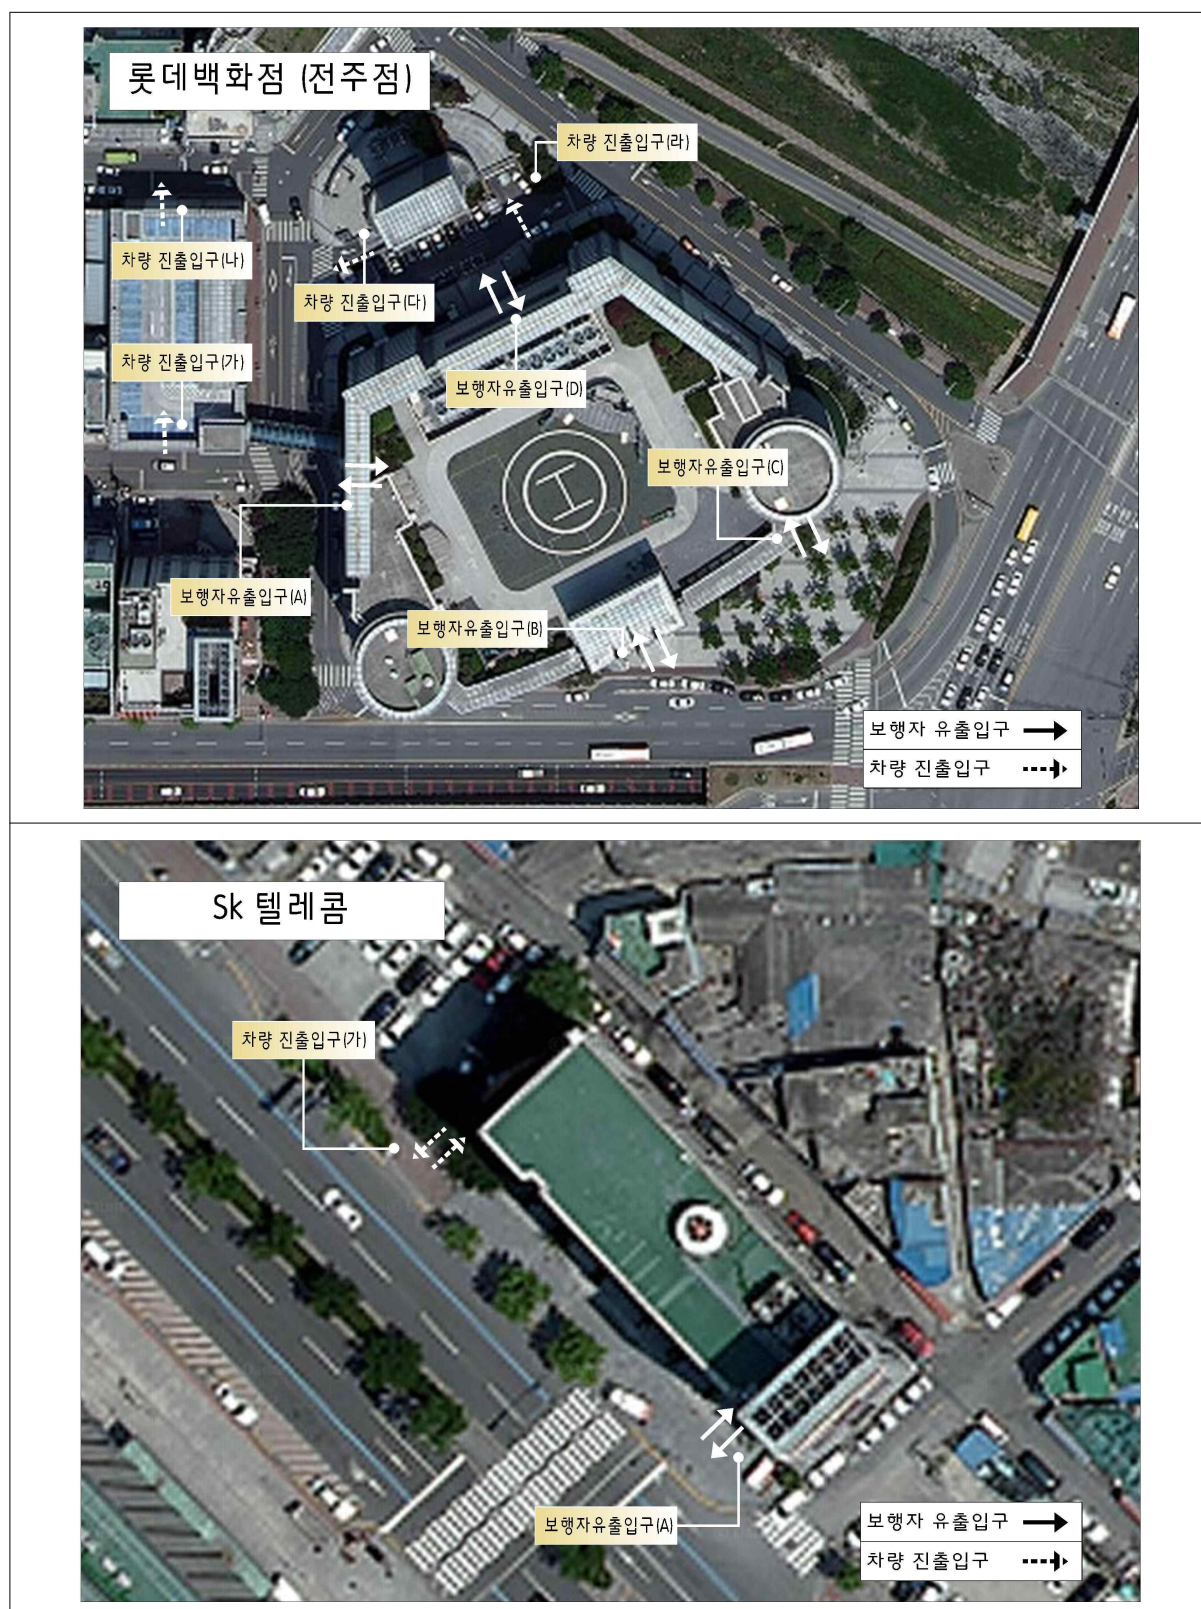 롯데백화점 (전주점)
차량 진출입구(라)
차량 진출입구(나)
차량 진출입구(다)
차량 진출입구(가)
보행자유출입구(D)
보행자유출입구(C)
보행자유출입구(A)
보행자유출입구(B)
보행자 유출입구
차량 진출입구
Sk 텔레콤
차량 진출입구(가)
보행자유출입구(A)
보행자 유출입구
차량 진출입구